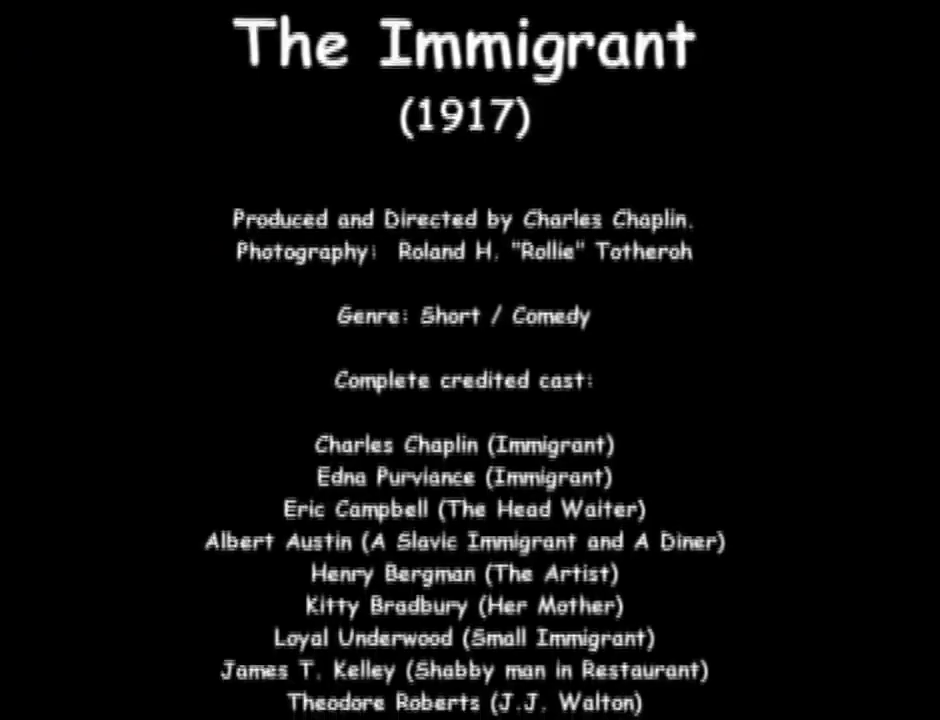 The Immigrant
(1917)
Produced and Directed by Charles Chaplin.
Photography: Roland H. "Rollie" Totheroh
Genre: Short / Comedy
Complete credited cast:
Charles Chaplin (Immigrant)
Edna Purviance (Immigrant)
Eric Campbell (The Head Waiter)
Albert Austin (A Slavic Immigrant and A Diner)
Henry Bergman (The Artist)
Kitty Bradbury (Her Mother)
Loyal Underwood (Small Immigrant)
James T. Kelley (Shabby man in Restaurant)
Theodore Roberts (J.J. Walton)